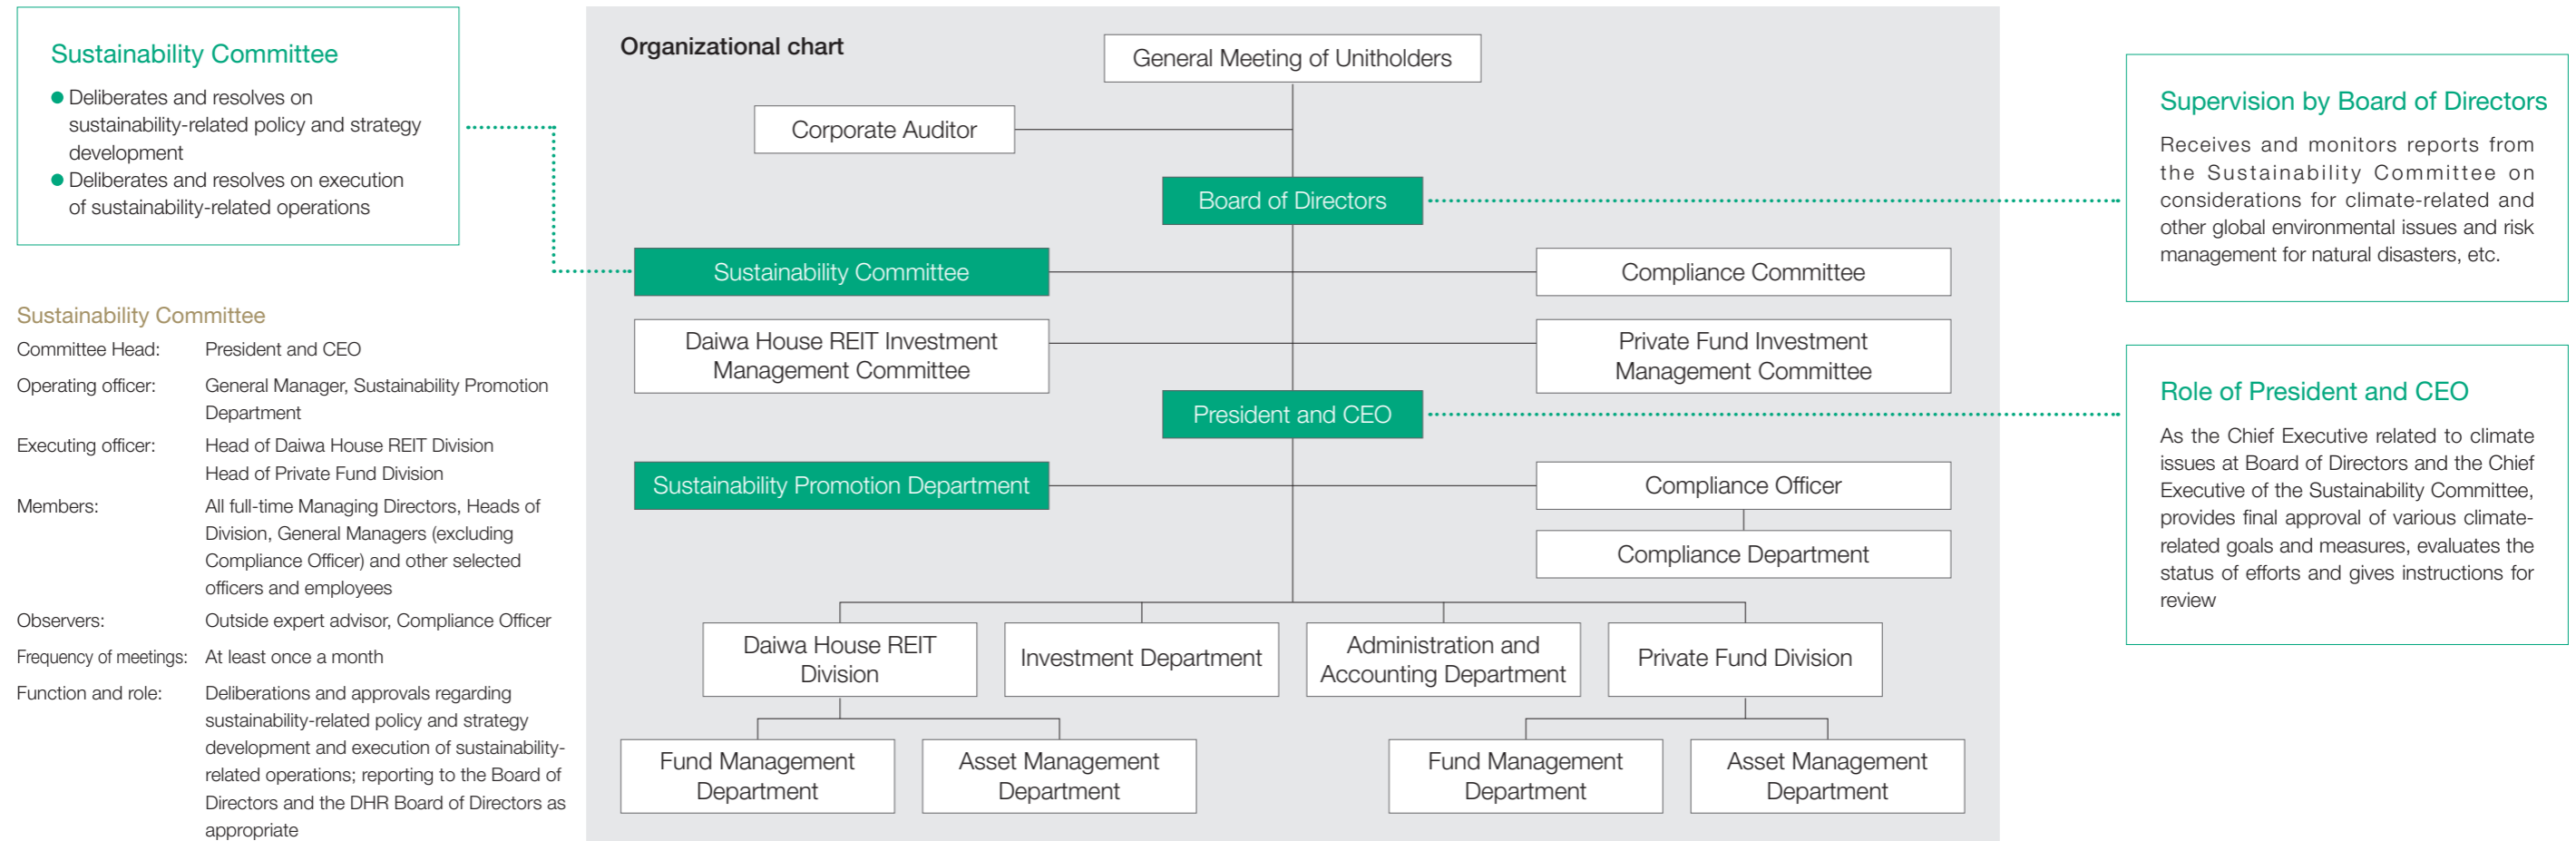 Sustainability Committee
● Deliberates and resolves on
sustainability-related policy and strategy
development
● Deliberates and resolves on execution
of sustainability-related operations
Sustainability Committee
Committee Head: President and CEO
Operating officer: General Manager, Sustainability Promotion
Department
Executing officer: Head of Daiwa House REIT Division
Head of Private Fund Division
Members: All full-time Managing Directors, Heads of
Division, General Managers (excluding
Compliance Officer) and other selected
officers and employees
Observers: Outside expert advisor, Compliance Officer
Frequency of meetings: At least once a month
Function and role: Deliberations and approvals regarding
sustainability-related policy and strategy
development and execution of sustainability-
related operations; reporting to the Board of
Directors and the DHR Board of Directors as
appropriate
Organizational chart
General Meeting of Unitholders
Corporate Auditor
Board of Directors
Sustainability Committee
Compliance Committee
Daiwa House REIT Investment
Management Committee
Private Fund Investment
Management Committee
President and CEO
Sustainability Promotion Department
Compliance Officer
Compliance Department
Daiwa House REIT
Division
Investment Department
Administration and
Accounting Department
Private Fund Division
Fund Management
Department
Asset Management
Department
Fund Management
Department
Asset Management
Department
Supervision by Board of Directors
Receives and monitors reports from
the Sustainability Committee on
considerations for climate-related and
other global environmental issues and risk
management for natural disasters, etc.
Role of President and CEO
As the Chief Executive related to climate
issues at Board of Directors and the Chief
Executive of the Sustainability Committee,
provides final approval of various climate-
related goals and measures, evaluates the
status of efforts and gives instructions for
review